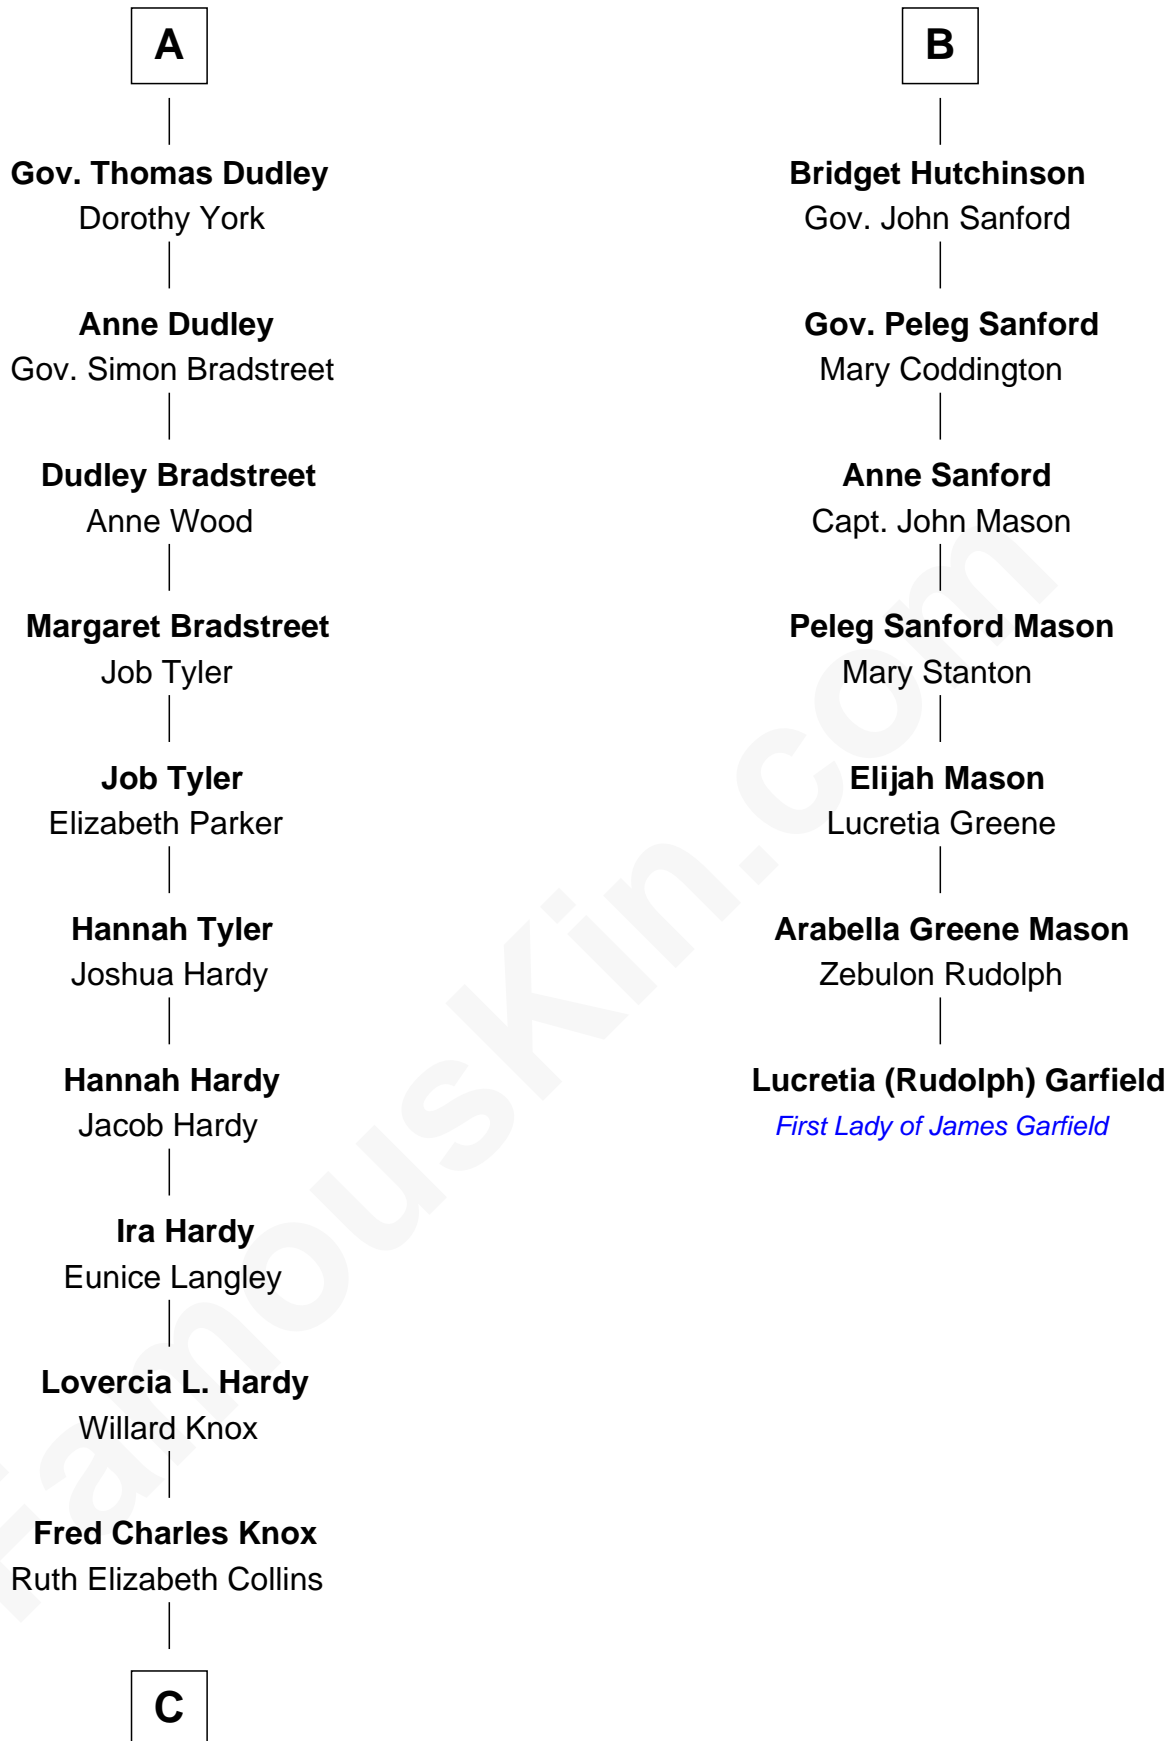 A
Gov. Thomas Dudley
Dorothy York
Anne Dudley
Gov. Simon Bradstreet
Dudley Bradstreet
Anne Wood
Margaret Bradstreet
Job Tyler
Job Tyler
Elizabeth Parker
Hannah Tyler
Joshua Hardy
Hannah Hardy
Jacob Hardy
Ira Hardy
Eunice Langley
Lovercia L. Hardy
Willard Knox
Fred Charles Knox
Ruth Elizabeth Collins
C
B
Bridget Hutchinson
Gov. John Sanford
Gov. Peleg Sanford
Mary Coddington
Anne Sanford
Capt. John Mason
Peleg Sanford Mason
Mary Stanton
Elijah Mason
Lucretia Greene
Arabella Greene Mason
Zebulon Rudolph
Lucretia (Rudolph) Garfield
First Lady of James Garfield
FamousKin.com